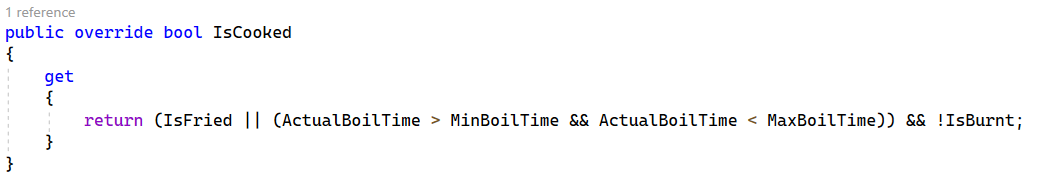 1 reference
public override bool IsCooked
{
    get
    {
        return (IsFried || (ActualBoilTime > MinBoilTime && ActualBoilTime < MaxBoilTime)) && !IsBurnt;
    }
}